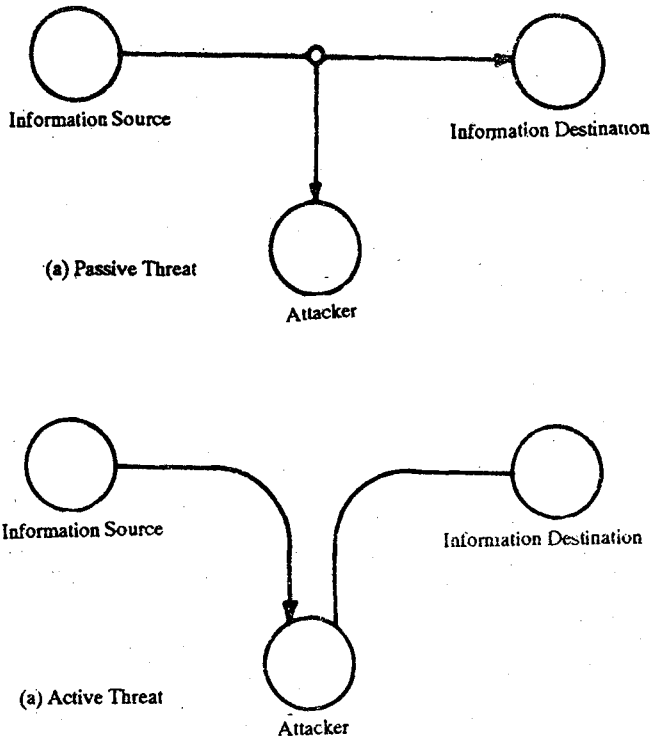 Information Source
Information Destination
(a) Passive Threat
Attacker
Information Source
Information Destination
(a) Active Threat
Attacker